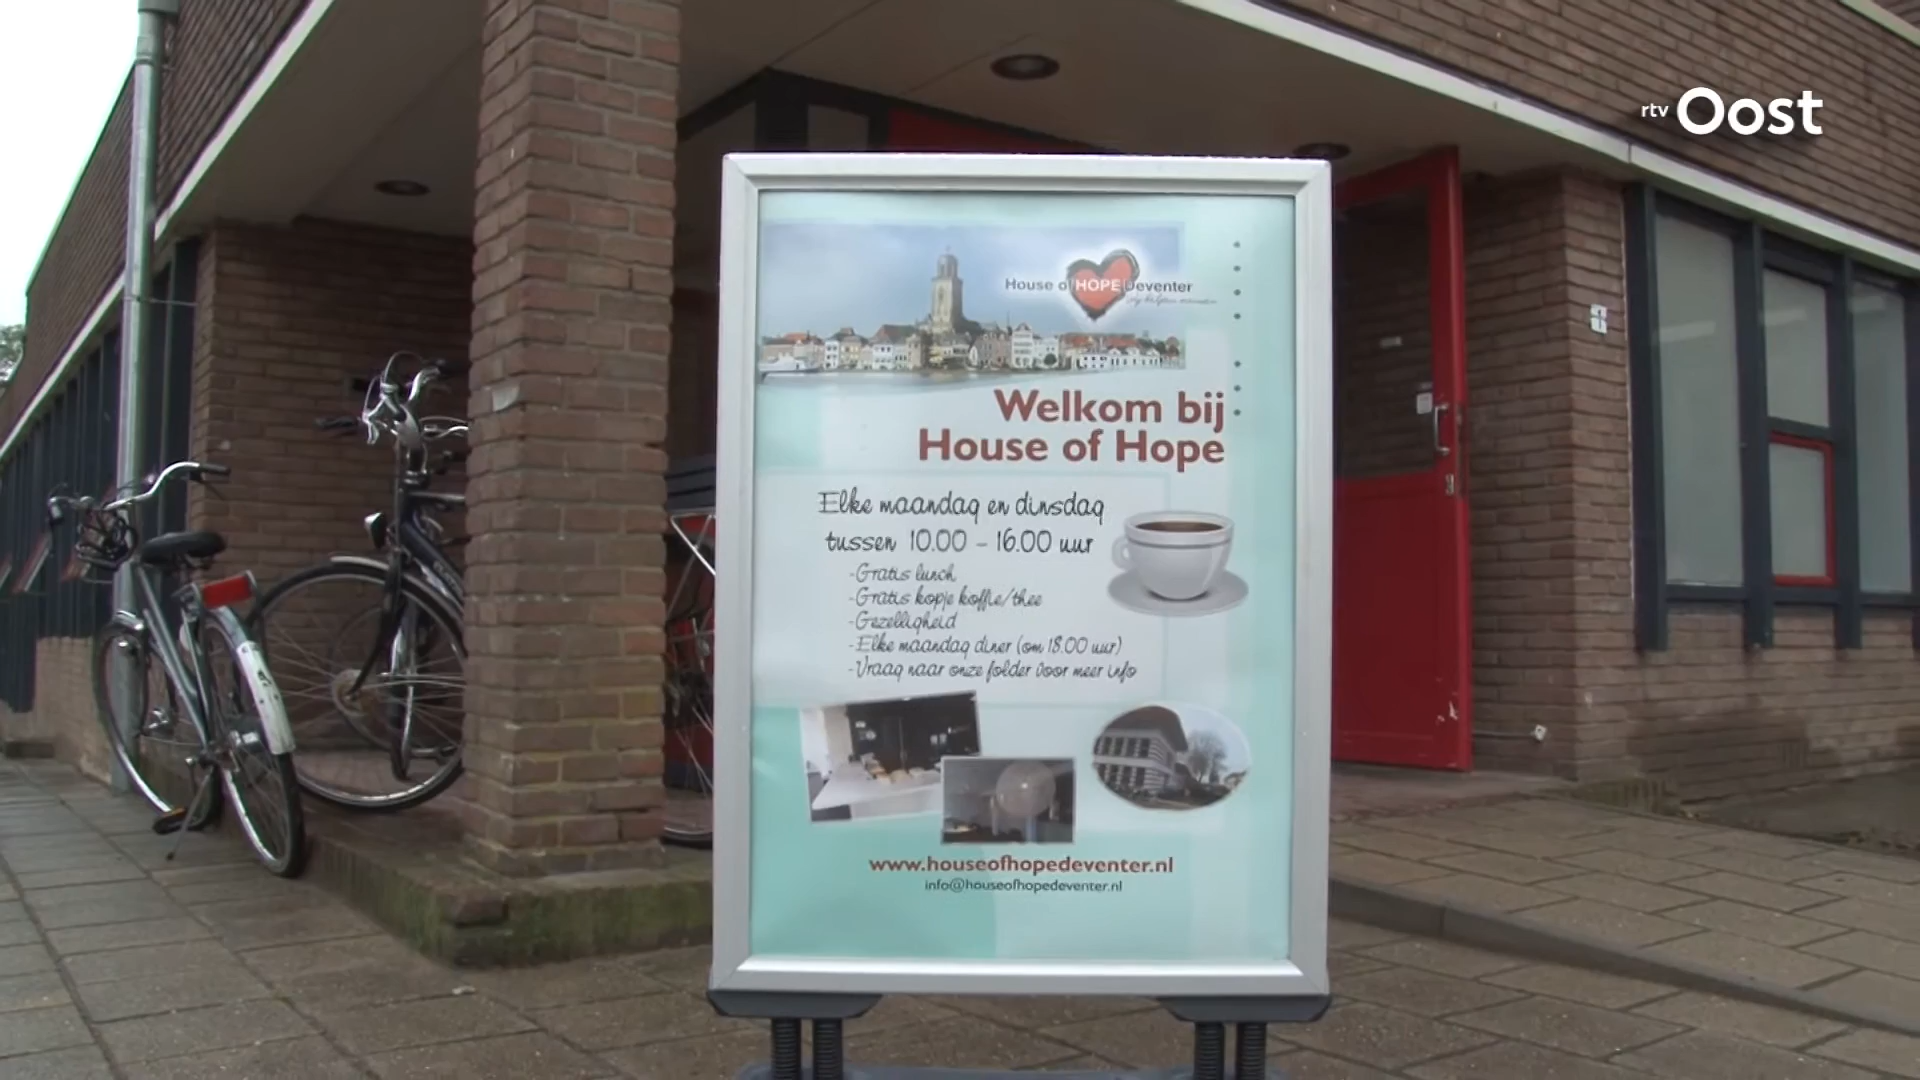 rtv Oost
House of HOPE Deventer
Welkom bij
House of Hope
Elke maandag en dinsdag
tussen 10.00 - 16.00 uur
-Gratis lunch
-Gratis kopje koffie/thee
-Gezelligheid
-Elke maandag diner (om 18.00 uur)
-Vraag naar onze folder voor meer info
www.houseofhopedeventer.nl
info@houseofhopedeventer.nl